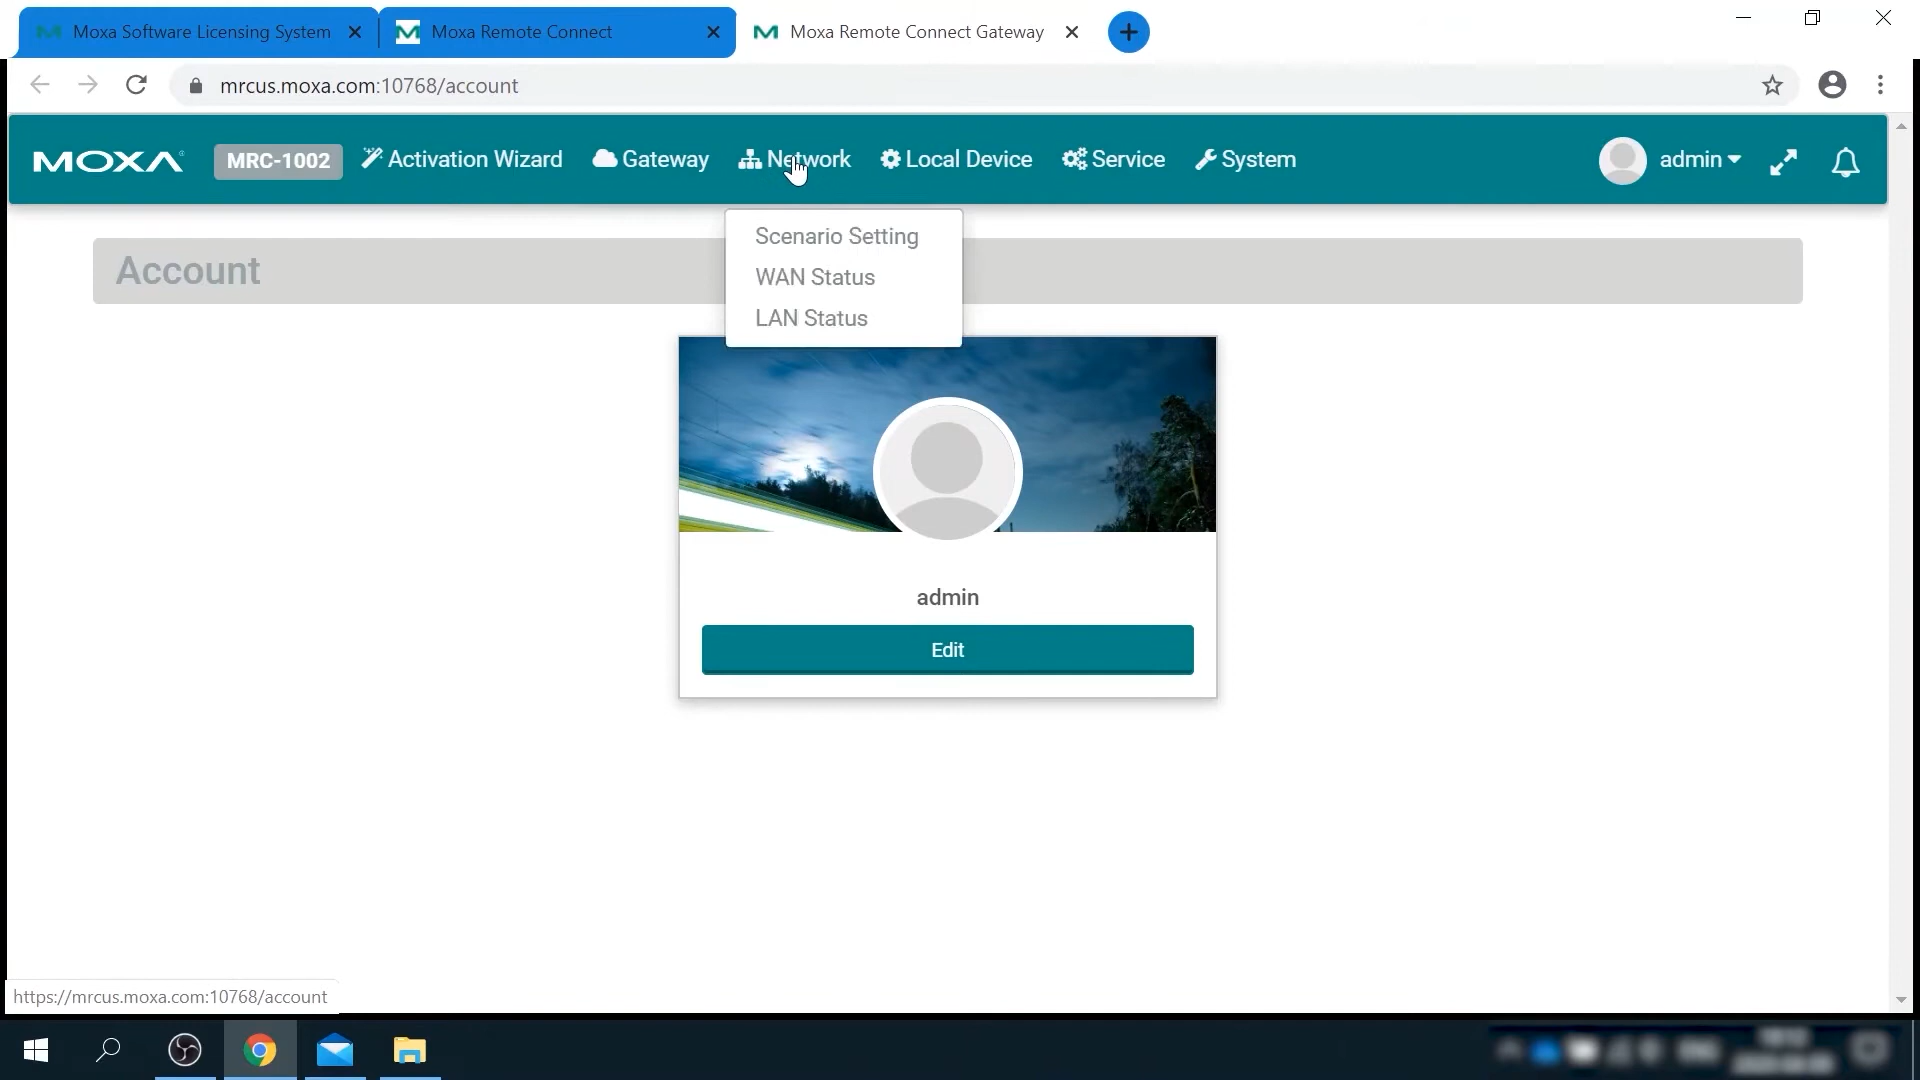 Moxa Software Licensing System
Moxa Remote Connect
Moxa Remote Connect Gateway
mrcus.moxa.com:10768/account
MOXA
MRC-1002
Activation Wizard
Gateway
Network
Local Device
Service
System
admin
Scenario Setting
WAN Status
LAN Status
Account
admin
Edit
https://mrcus.moxa.com:10768/account